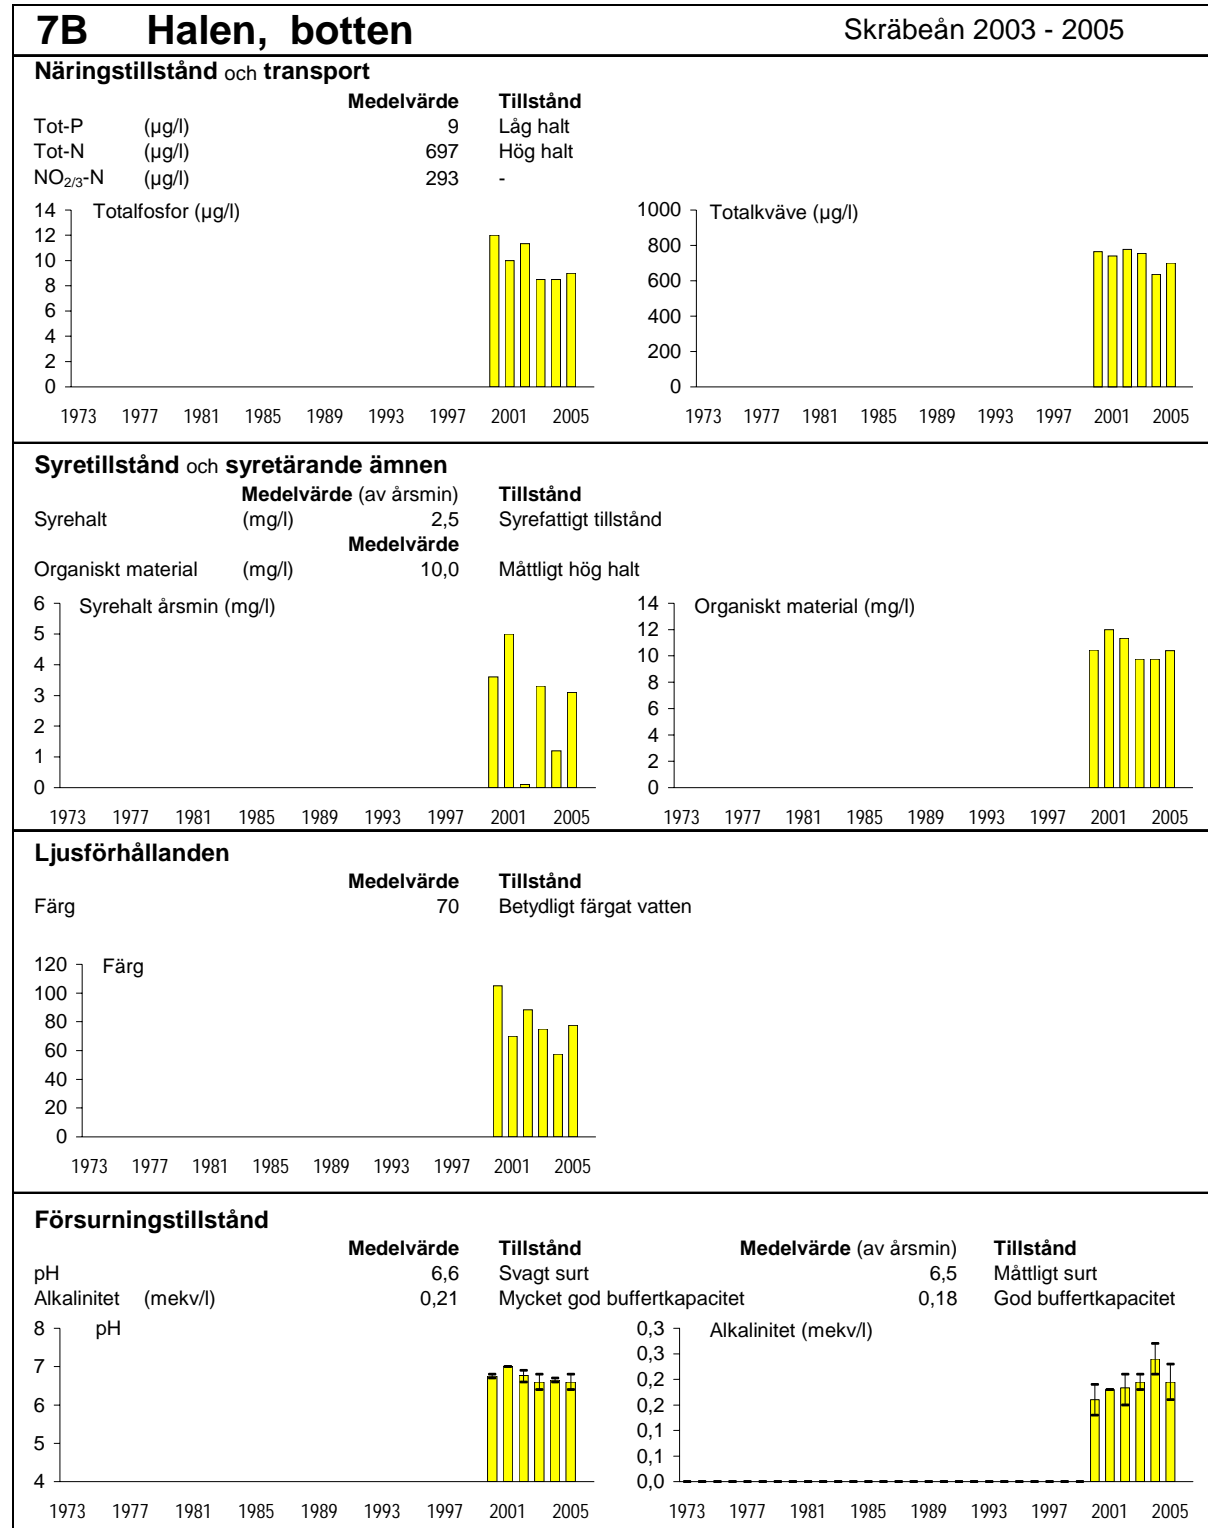 7B Halen, botten Skräbeån 2003 - 2005
Näringstillstånd och transport
Medelvärde Tillstånd
Tot-P (µg/l) 9 Låg halt
Tot-N (µg/l) 697 Hög halt
NO2/3-N (µg/l) 293 -
Totalfosfor (µg/l)
14
12
10
8
6
4
2
0
1973 1977 1981 1985 1989 1993 1997 2001 2005
Totalkväve (µg/l)
1000
800
600
400
200
0
1973 1977 1981 1985 1989 1993 1997 2001 2005
Syretillstånd och syretärande ämnen
Medelvärde (av årsmin) Tillstånd
Syrehalt (mg/l) 2,5 Syrefattigt tillstånd
Medelvärde
Organiskt material (mg/l) 10,0 Måttligt hög halt
Syrehalt årsmin (mg/l)
6
5
4
3
2
1
0
1973 1977 1981 1985 1989 1993 1997 2001 2005
Organiskt material (mg/l)
14
12
10
8
6
4
2
0
1973 1977 1981 1985 1989 1993 1997 2001 2005
Ljusförhållanden
Medelvärde Tillstånd
Färg 70 Betydligt färgat vatten
Färg
120
100
80
60
40
20
0
1973 1977 1981 1985 1989 1993 1997 2001 2005
Försurningstillstånd
Medelvärde Tillstånd Medelvärde (av årsmin) Tillstånd
pH 6,6 Svagt surt 6,5 Måttligt surt
Alkalinitet (mekv/l) 0,21 Mycket god buffertkapacitet 0,18 God buffertkapacitet
pH
8
7
6
5
4
1973 1977 1981 1985 1989 1993 1997 2001 2005
Alkalinitet (mekv/l)
0,3
0,3
0,2
0,2
0,1
0,1
0,0
1973 1977 1981 1985 1989 1993 1997 2001 2005